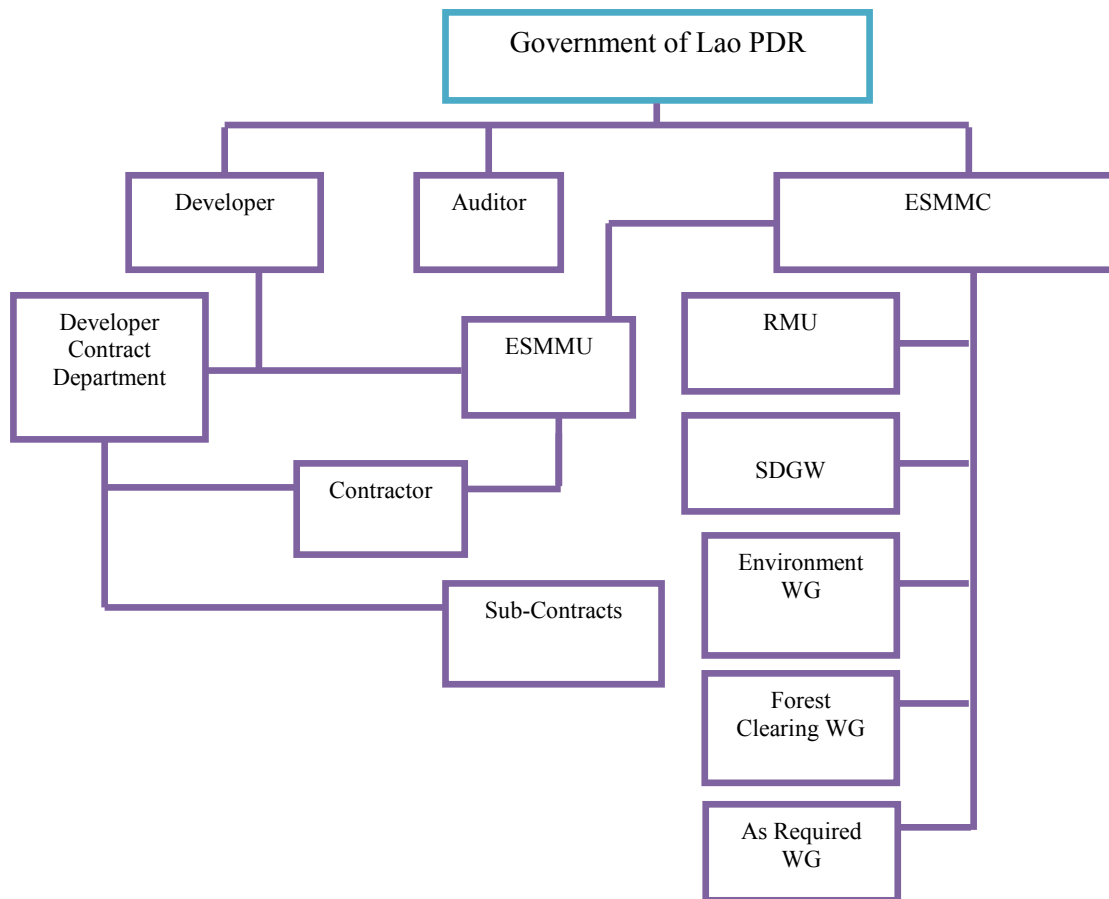 Government of Lao PDR
Developer
Auditor
ESMMC
Developer
Contract
Department
ESMMU
RMU
SDGW
Contractor
Environment
WG
Sub-Contracts
Forest
Clearing WG
As Required
WG